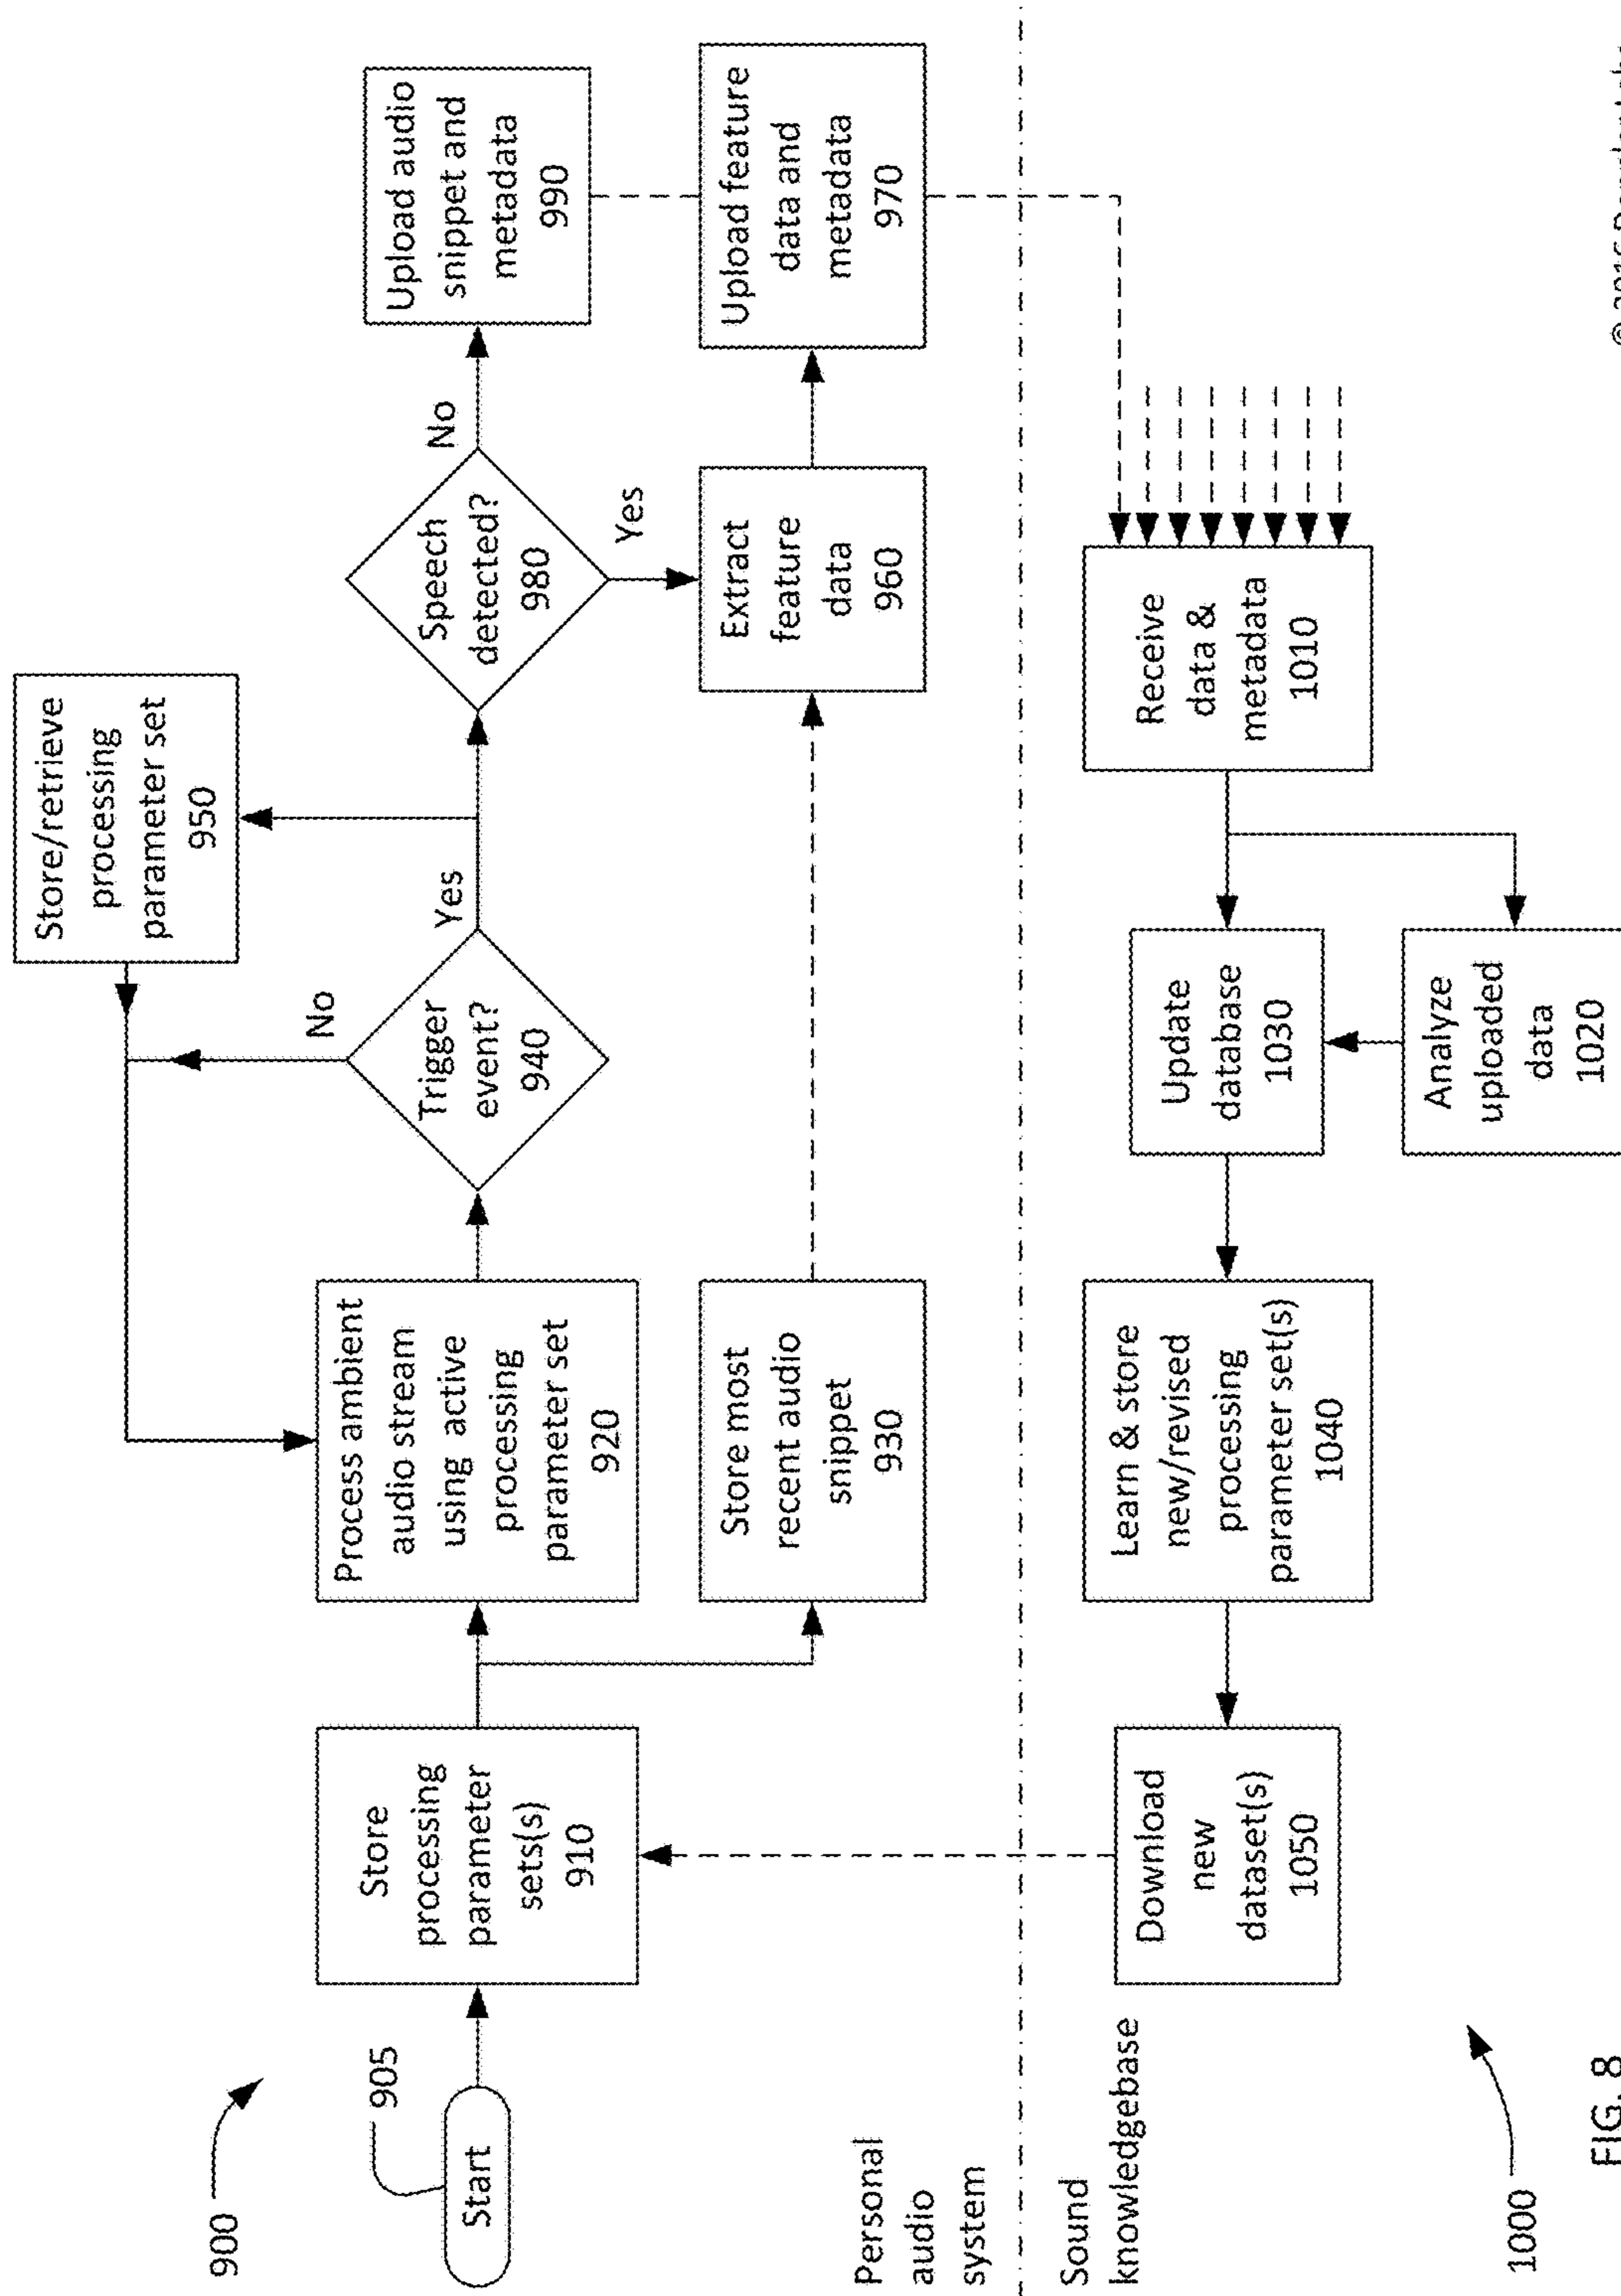 900
905
Start
Store
processing
parameter
sets(s)
910
Process ambient
audio stream
using active
processing
parameter set
920
Store most
recent audio
snippet
930
Trigger
event?
940
No
Yes
Store/retrieve
processing
parameter set
950
Speech
detected?
980
No
Yes
Upload audio
snippet and
metadata
990
Extract
feature
data
960
Upload feature
data and
metadata
970
Personal
audio
system
Sound
knowledgebase
Receive
data &
metadata
1010
Update
database
1030
Analyze
uploaded
data
1020
Learn & store
new/revised
processing
parameter set(s)
1040
Download
new
dataset(s)
1050
1000
FIG. 8
© 2016